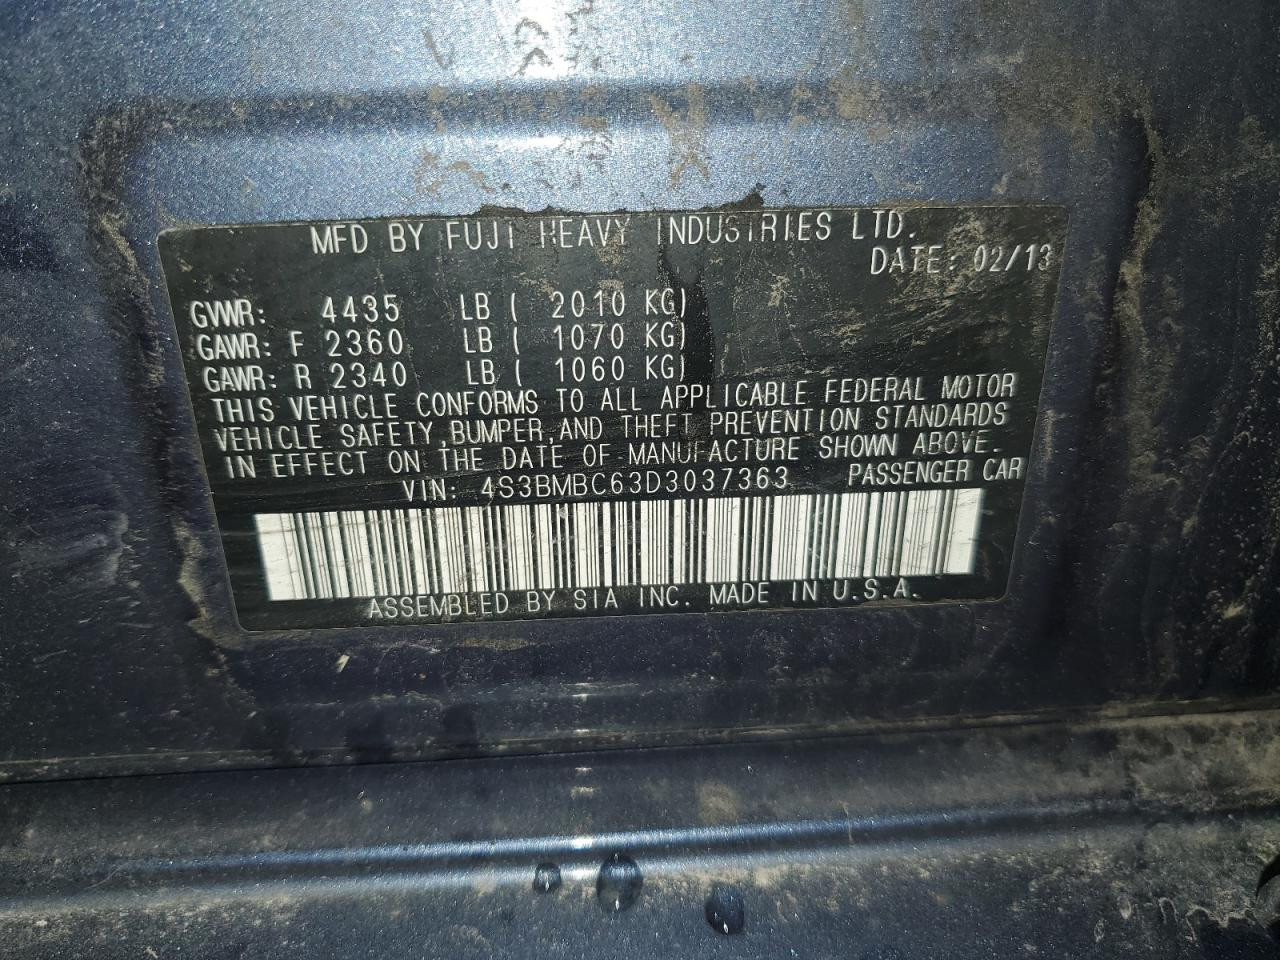 MFD BY FUJI HEAVY INDUSTRIES LTD.
DATE: 02/13
GVWR: 4435 LB ( 2010 KG)
GAWR: F 2360 LB ( 1070 KG)
GAWR: R 2340 LB ( 1060 KG)
THIS VEHICLE CONFORMS TO ALL APPLICABLE FEDERAL MOTOR
VEHICLE SAFETY,BUMPER,AND THEFT PREVENTION STANDARDS
IN EFFECT ON THE DATE OF MANUFACTURE SHOWN ABOVE.
VIN: 4S3BMBC63D3037363 PASSENGER CAR
ASSEMBLED BY SIA INC. MADE IN U.S.A.